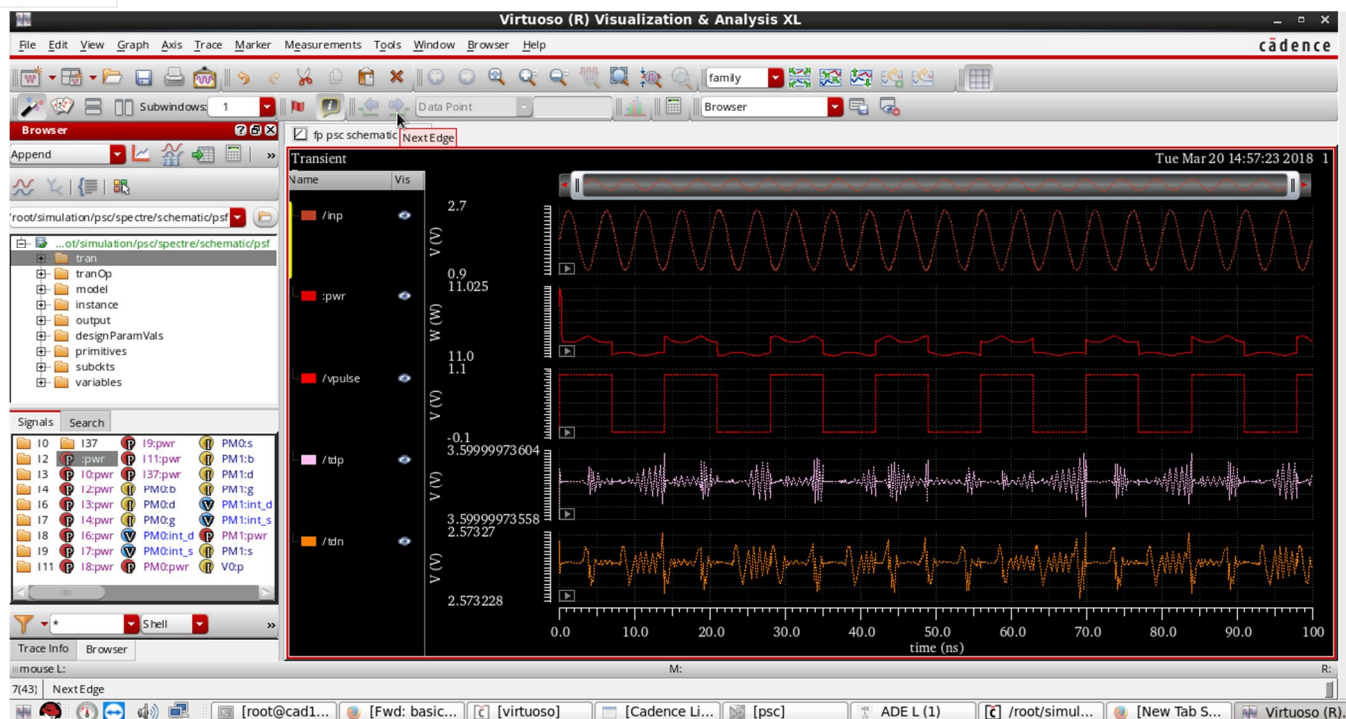 Virtuoso (R) Visualization & Analysis XL
File Edit View Graph Axis Trace Marker Measurements Tools Window Browser Help
cādence
family
Subwindows: 1
Data Point
Browser
Browser
fp psc schematic
NextEdge
Append
»
Transient
Tue Mar 20 14:57:23 2018 1
Name Vis
'root/simulation/psc/spectre/schematic/psf
...ot/simulation/psc/spectre/schematic/psf
tran
tranOp
model
instance
output
designParamVals
primitives
subckts
variables
Signals Search
I0 I37 I9:pwr PM0:s
I2 :pwr I11:pwr PM1:b
I3 I0:pwr I37:pwr PM1:d
I4 I2:pwr PM0:b PM1:g
I6 I3:pwr PM0:d PM1:int_d
I7 I4:pwr PM0:g PM1:int_s
I8 I6:pwr PM0:int_d PM1:pwr
I9 I7:pwr PM0:int_s PM1:s
I11 I8:pwr PM0:pwr V0:p
* Shell »
Trace Info Browser
/inp
2.7
V (V)
0.9
:pwr
11.025
W (W)
11.0
/vpulse
1.1
V (V)
-0.1
/tdp
3.59999973604
V (V)
3.59999973558
/tdn
2.57327
V (V)
2.573228
0.0 10.0 20.0 30.0 40.0 50.0 60.0 70.0 80.0 90.0 100
time (ns)
mouse L: M: R:
7(43) NextEdge
[root@cad1... [Fwd: basic... [virtuoso] [Cadence Li... [psc] ADE L (1) /root/simul... [New Tab S... Virtuoso (R)...